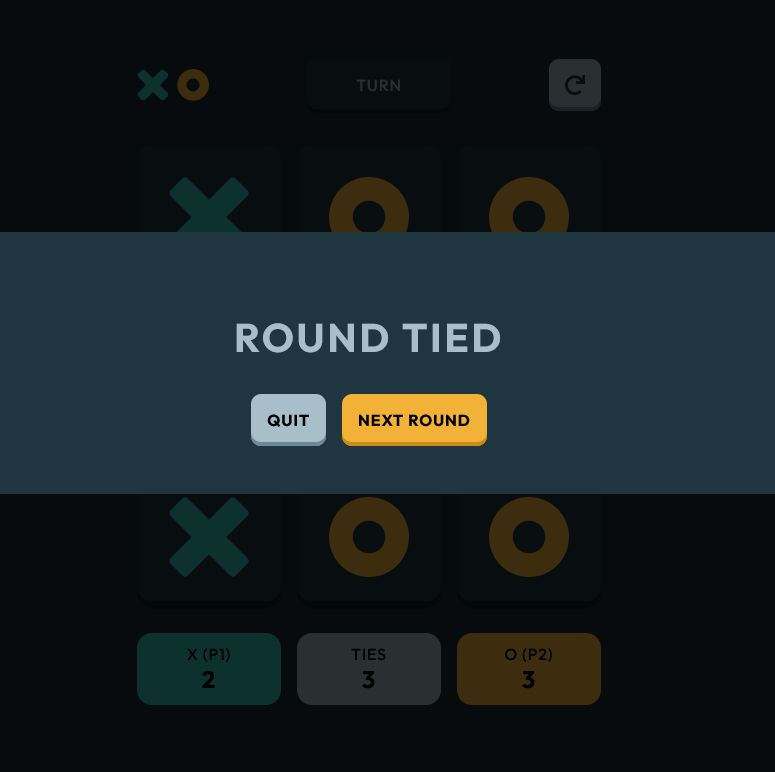 TURN
ROUND TIED
QUIT
NEXT ROUND
X (P1)
2
TIES
3
O (P2)
3